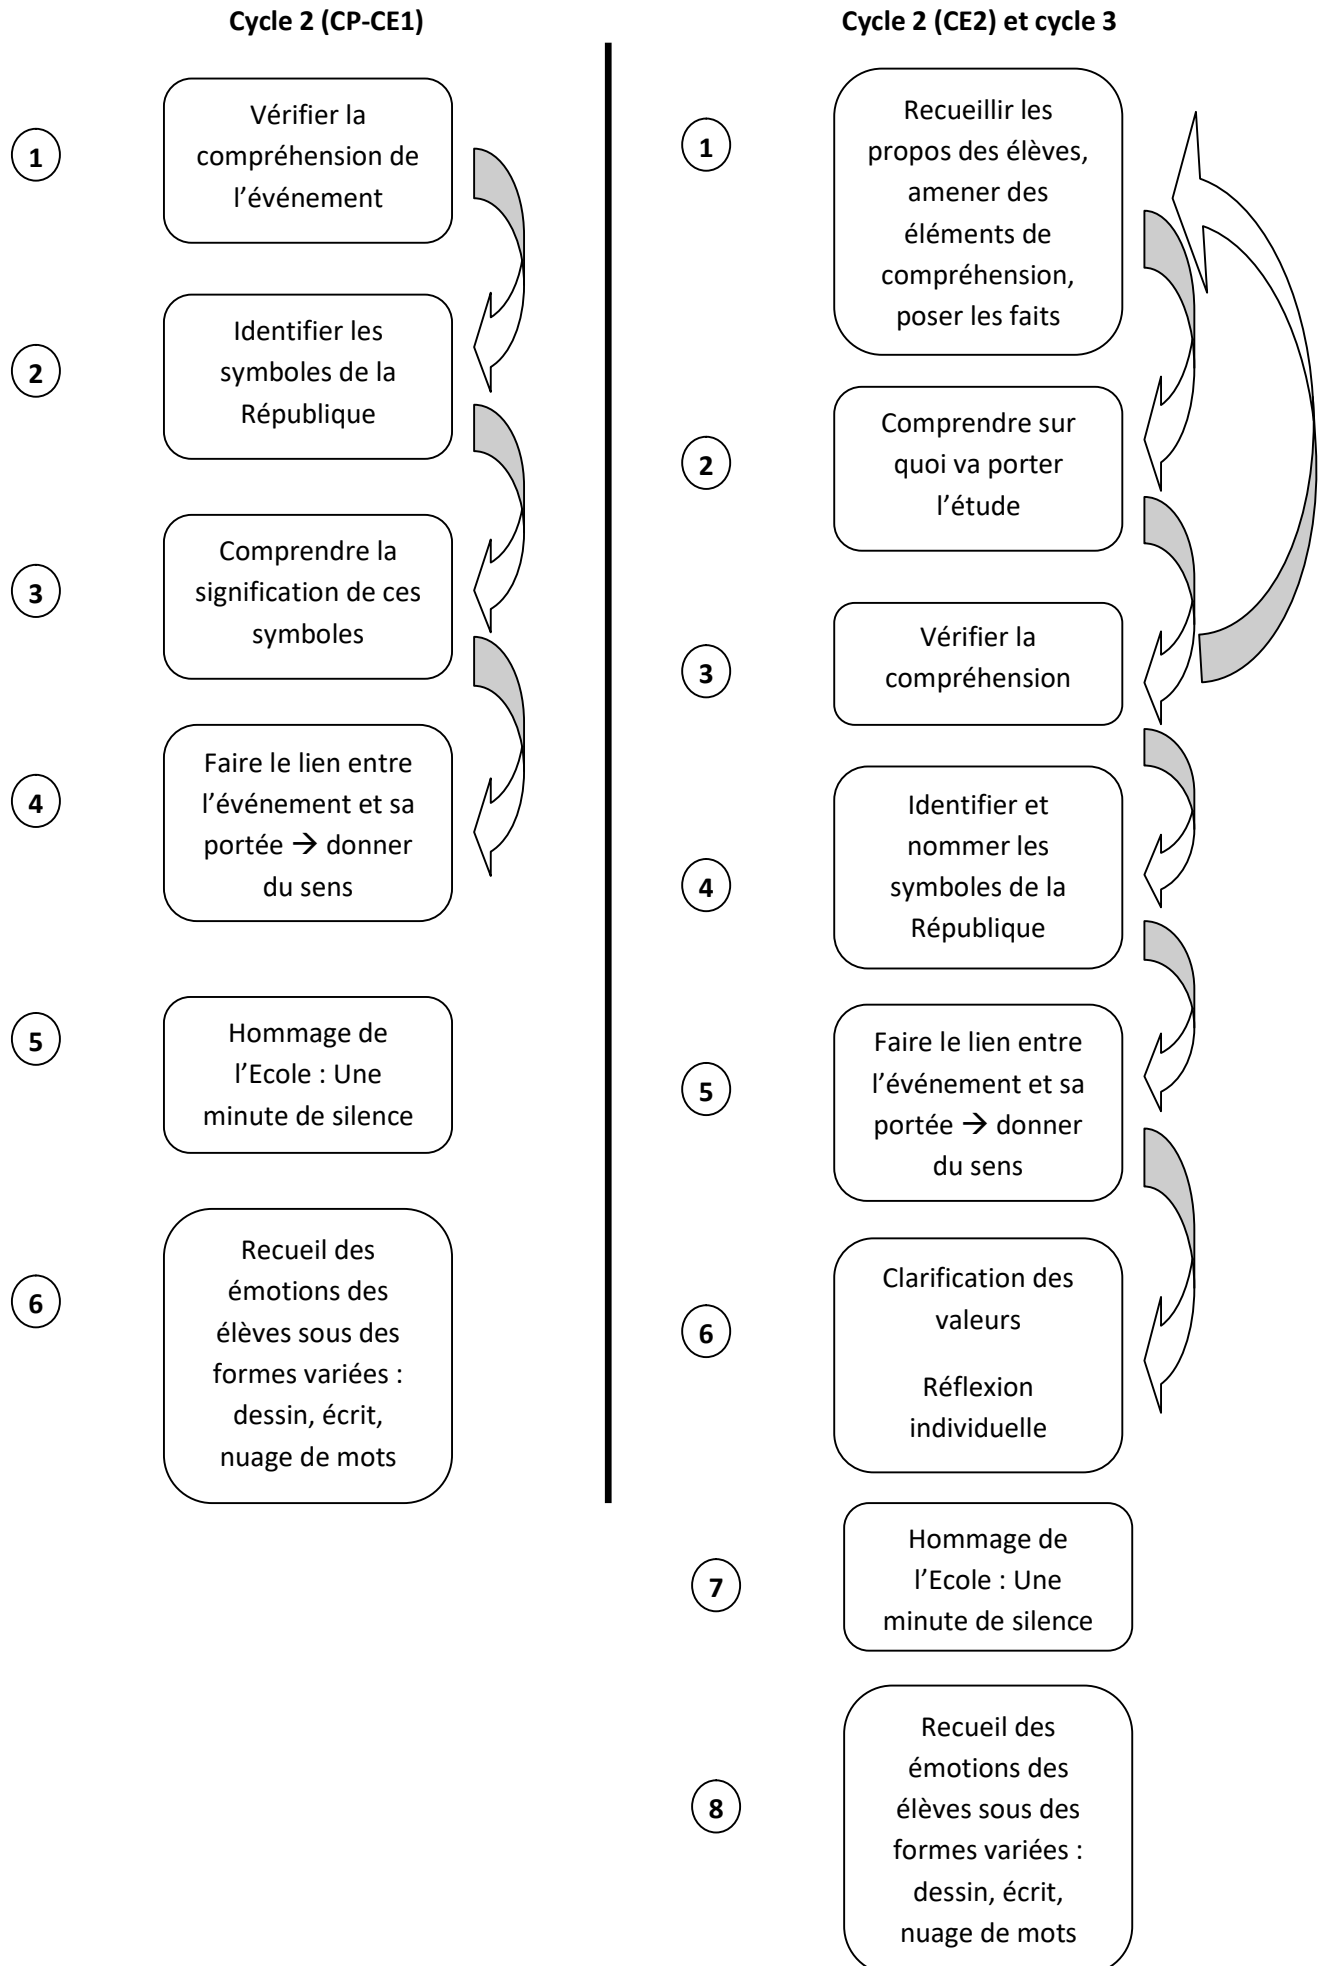 Cycle 2 (CP-CE1)
1
Vérifier la
compréhension de
l’événement
2
Identifier les
symboles de la
République
3
Comprendre la
signification de ces
symboles
4
Faire le lien entre
l’événement et sa
portée → donner
du sens
5
Hommage de
l’Ecole : Une
minute de silence
6
Recueil des
émotions des
élèves sous des
formes variées :
dessin, écrit,
nuage de mots
Cycle 2 (CE2) et cycle 3
1
Recueillir les
propos des élèves,
amener des
éléments de
compréhension,
poser les faits
2
Comprendre sur
quoi va porter
l’étude
3
Vérifier la
compréhension
4
Identifier et
nommer les
symboles de la
République
5
Faire le lien entre
l’événement et sa
portée → donner
du sens
6
Clarification des
valeurs
Réflexion
individuelle
7
Hommage de
l’Ecole : Une
minute de silence
8
Recueil des
émotions des
élèves sous des
formes variées :
dessin, écrit,
nuage de mots